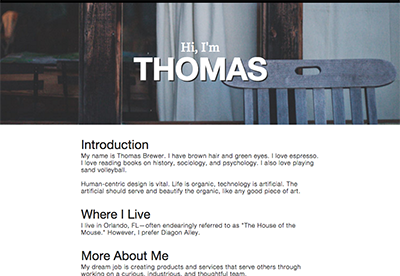 Hi, I'm
THOMAS
Introduction
My name is Thomas Brewer. I have brown hair and green eyes. I love espresso.
I love reading books on history, sociology, and psychology. I also love playing
sand volleyball.
Human-centric design is vital. Life is organic, technology is artificial. The
artificial should serve and beautify the organic, like any good piece of art.
Where I Live
I live in Orlando, FL—often endearingly referred to as "The House of the
Mouse." However, I prefer Diagon Alley.
More About Me
My dream job is creating products and services that serve others through
working on a curious, industrious, and thoughtful team.